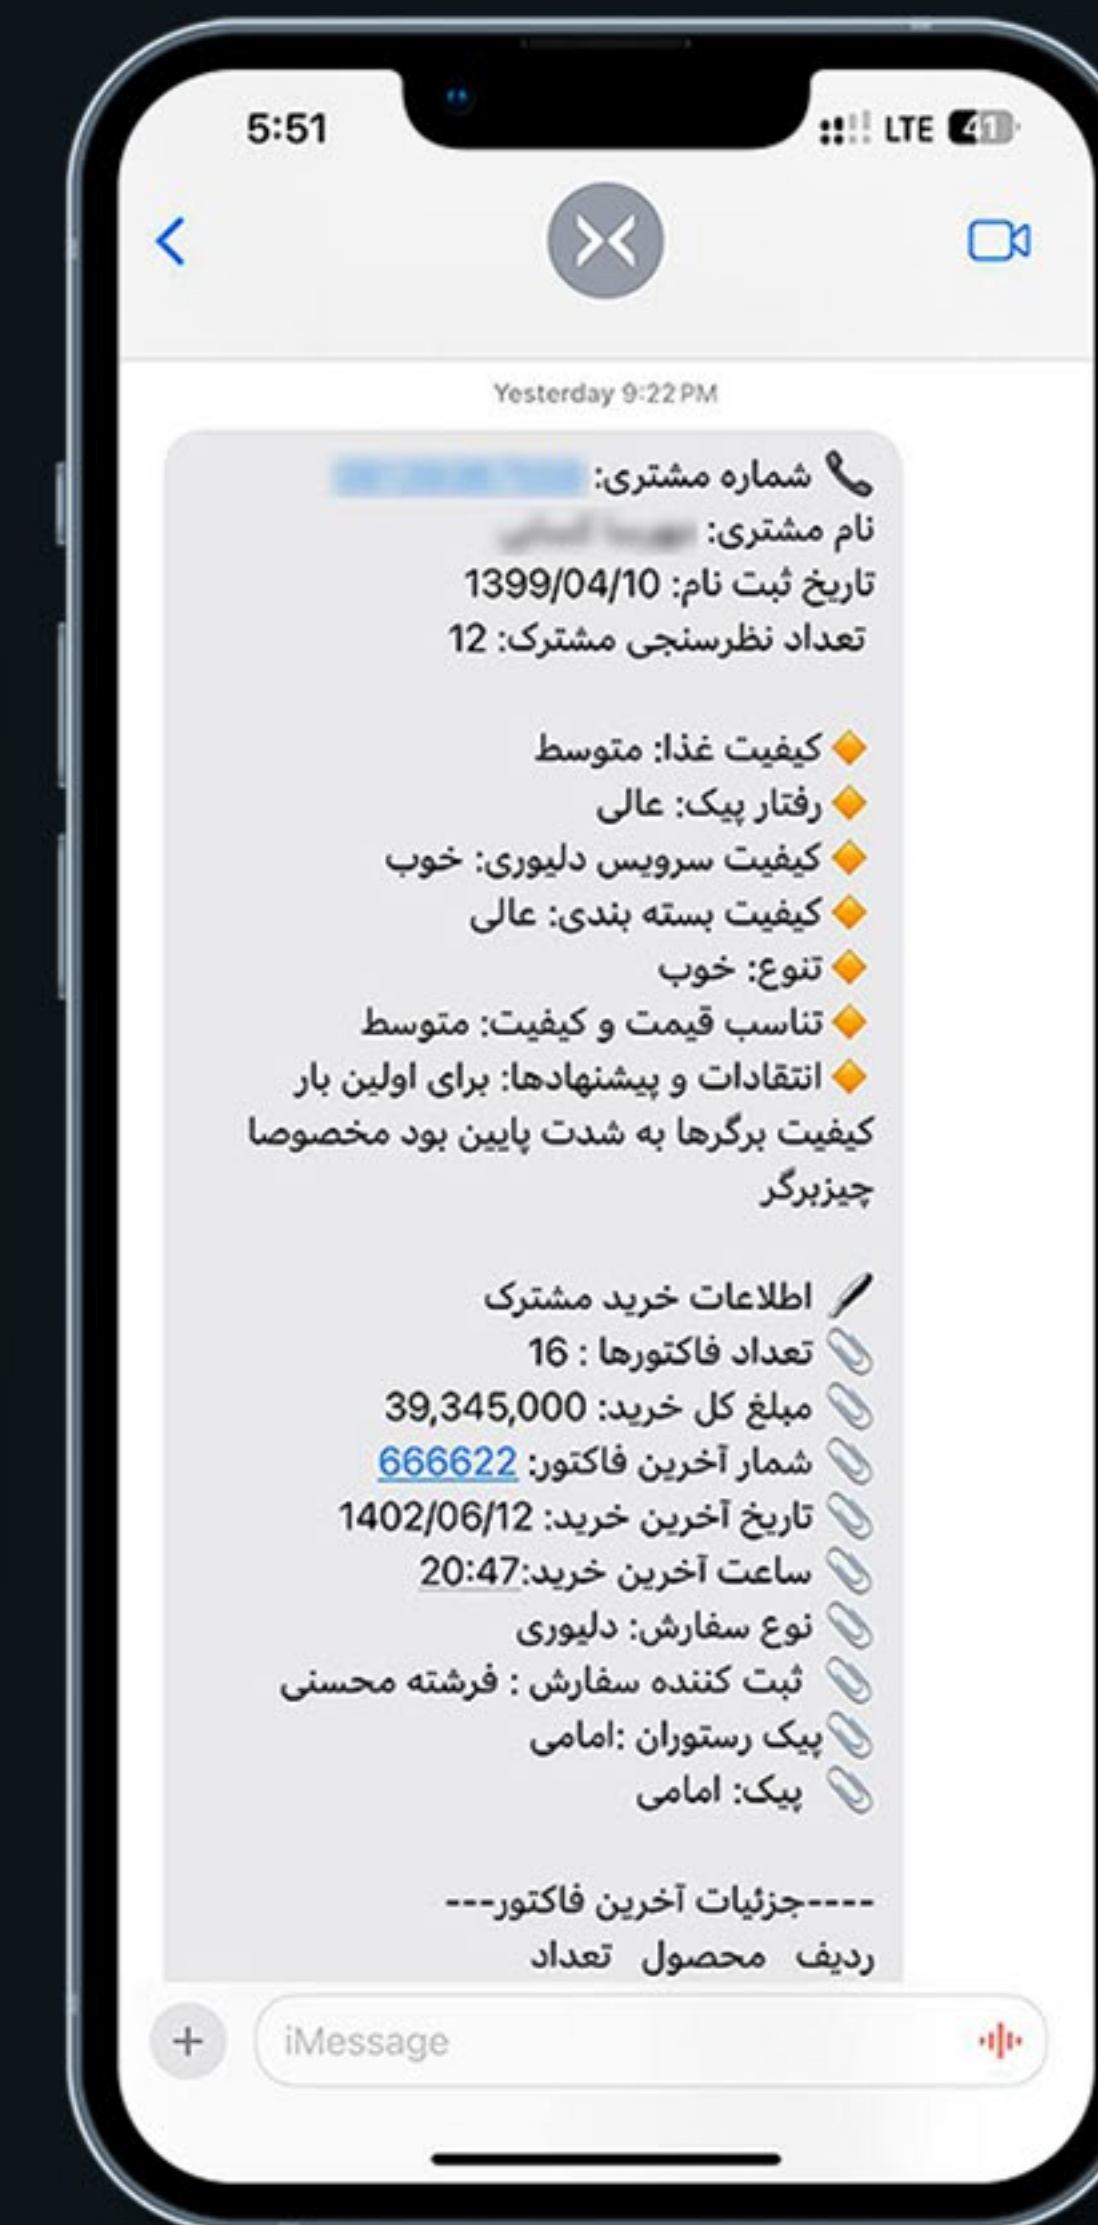 5:51
LTE 41
Yesterday 9:22 PM
شماره مشتری:
نام مشتری:
تاریخ ثبت نام: 1399/04/10
تعداد نظرسنجی مشترک: 12
کیفیت غذا: متوسط
رفتار پیک: عالی
کیفیت سرویس دلیوری: خوب
کیفیت بسته بندی: عالی
تنوع: خوب
تناسب قیمت و کیفیت: متوسط
انتقادات و پیشنهادها: برای اولین بار
کیفیت برگرها به شدت پایین بود مخصوصا
چیزبرگر
اطلاعات خرید مشترک
تعداد فاکتورها : 16
مبلغ کل خرید: 39,345,000
شمار آخرین فاکتور: 666622
تاریخ آخرین خرید: 1402/06/12
ساعت آخرین خرید:20:47
نوع سفارش: دلیوری
ثبت کننده سفارش : فرشته محسنی
پیک رستوران :امامی
پیک: امامی
----جزئیات آخرین فاکتور---
ردیف محصول تعداد
iMessage